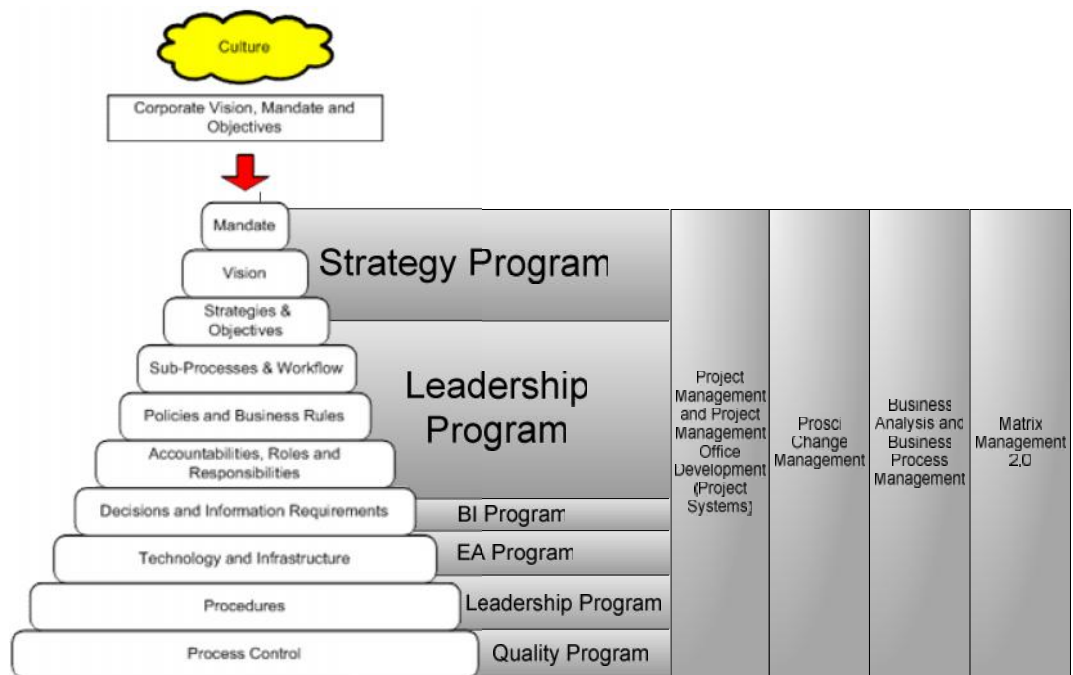 Culture
Corporate Vision, Mandate and
Objectives
Mandate
Vision
Strategies &
Objectives
Sub-Processes & Workflow
Policies and Business Rules
Accountabilities, Roles and
Responsibilities
Decisions and Information Requirements
Technology and Infrastructure
Procedures
Process Control
Strategy Program
Leadership
Program
BI Program
EA Program
Leadership Program
Quality Program
Project
Management
and Project
Management
Office
Development
(Project
Systems)
Prosci
Change
Management
Business
Analysis and
Business
Process
Management
Matrix
Management
2.0